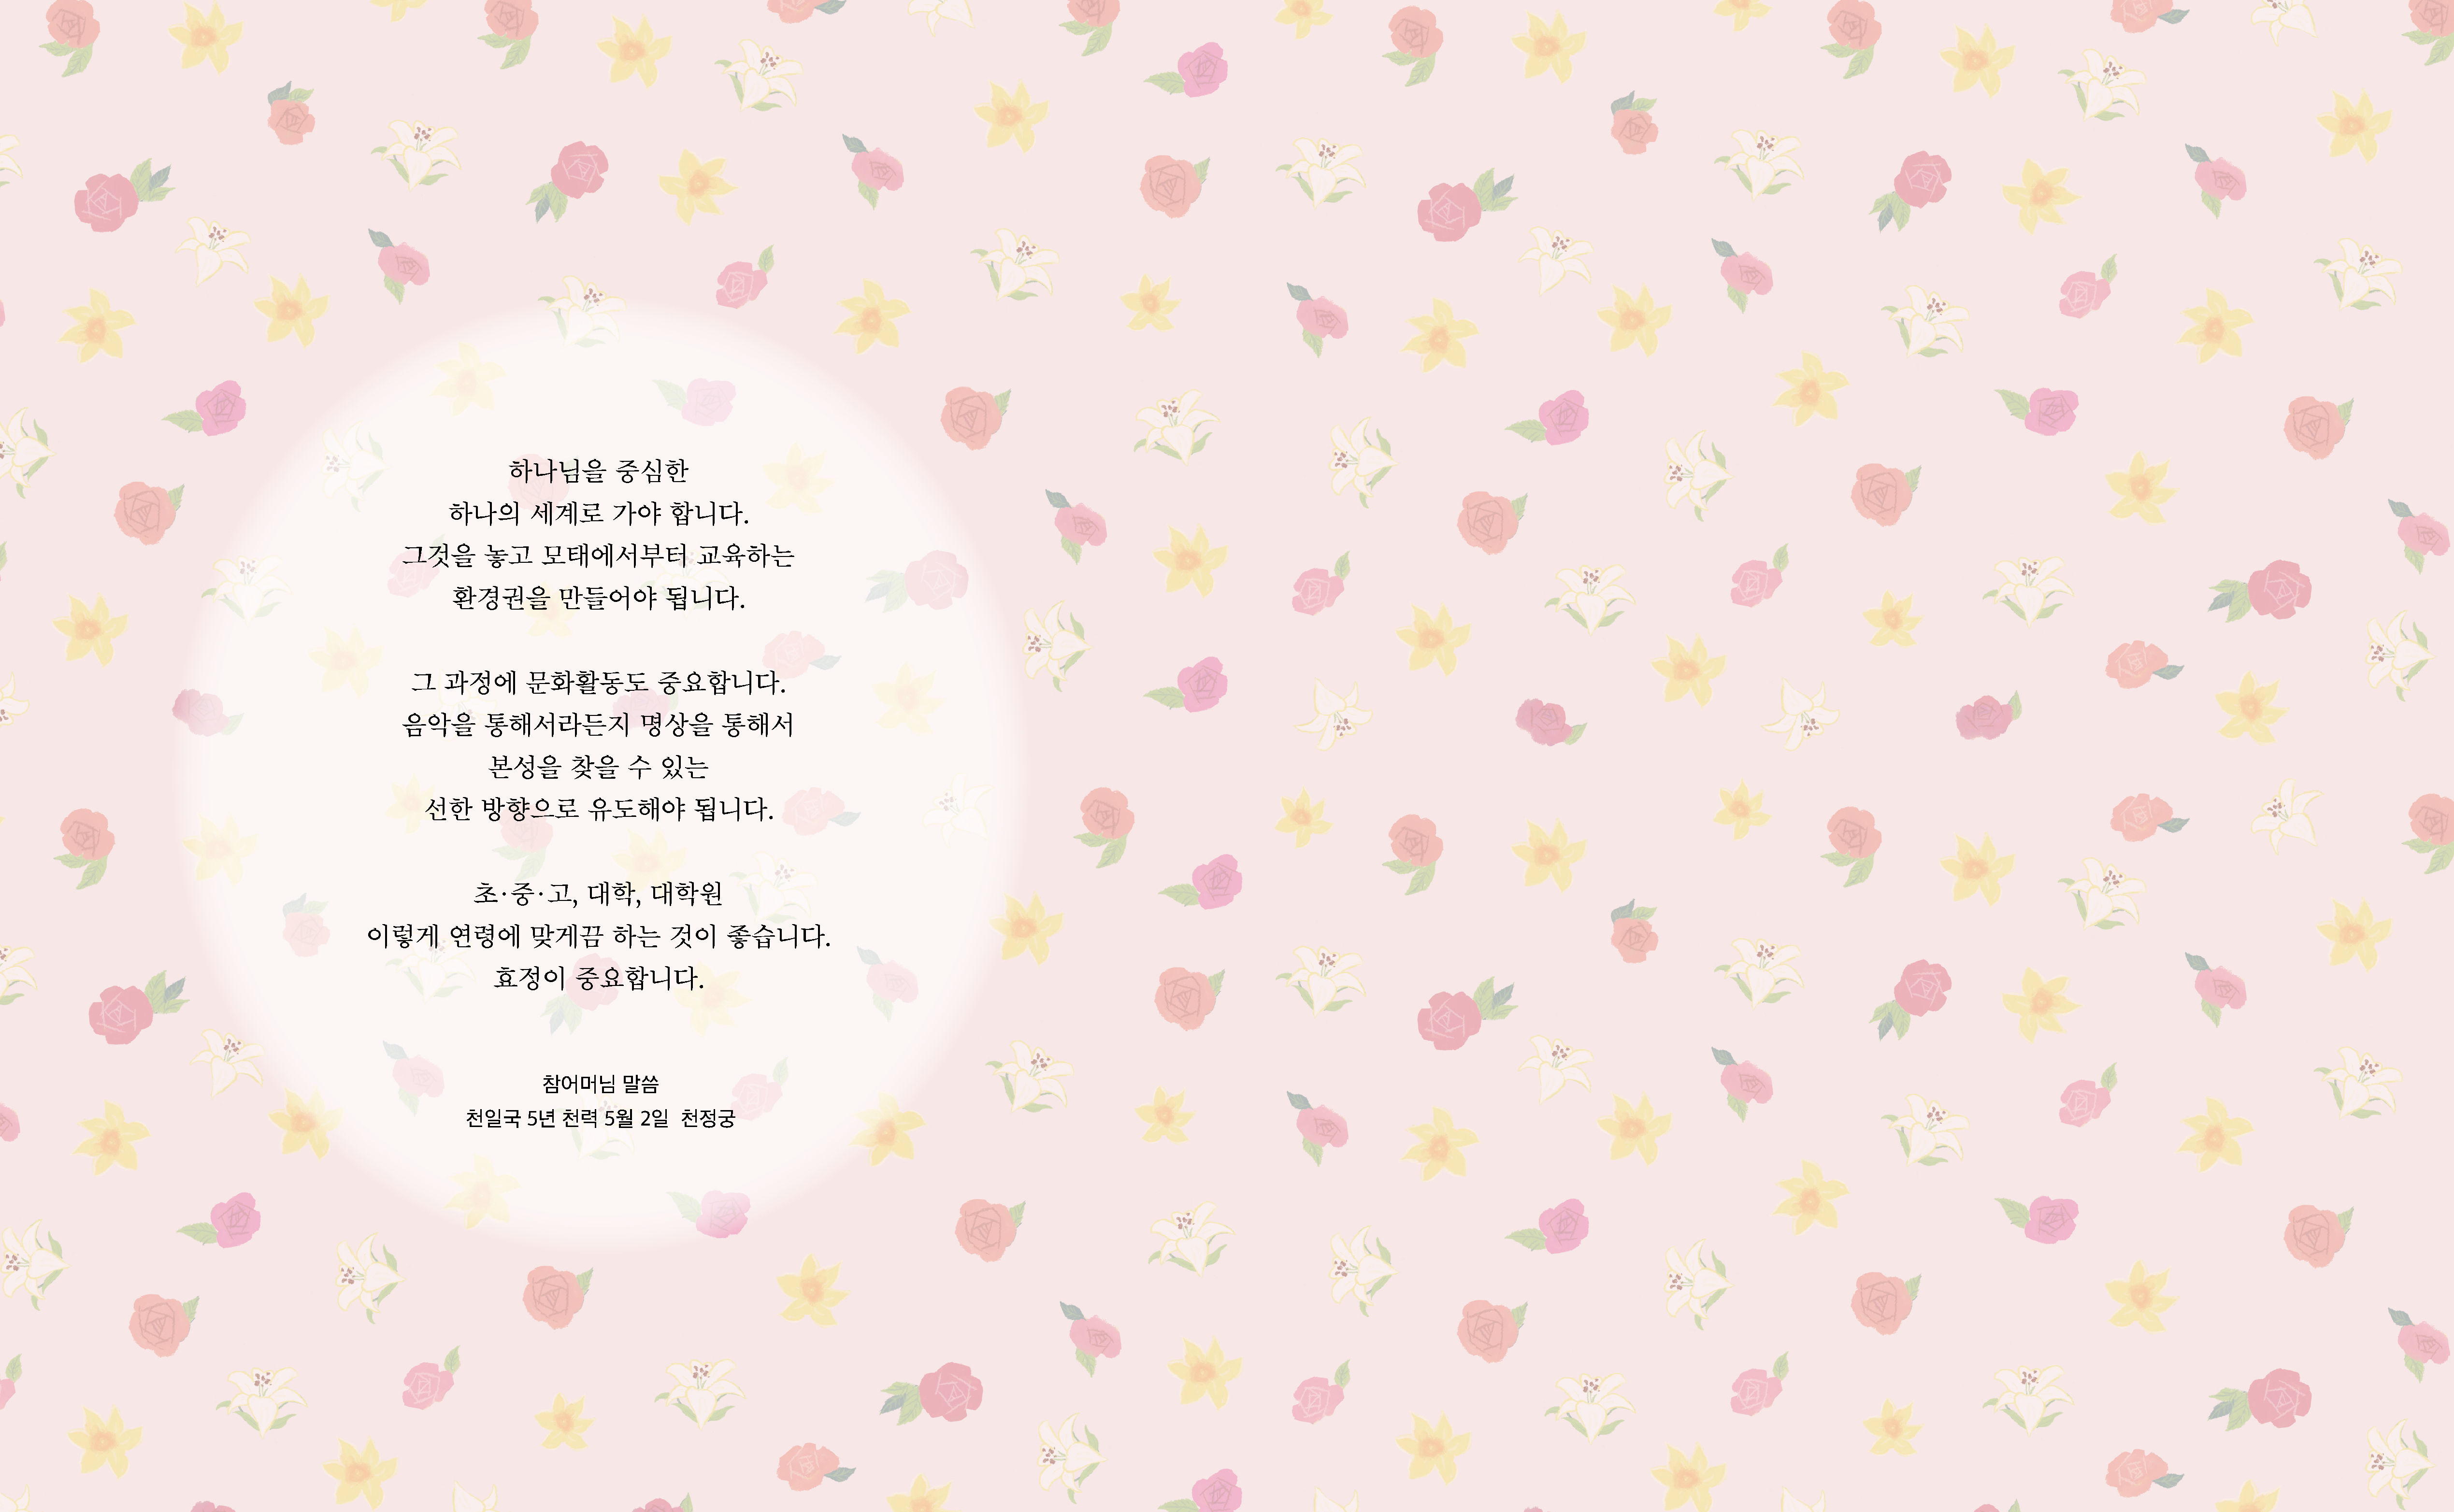 하나님을 중심한
하나의 세계로 가야 합니다.
그것을 놓고 모태에서부터 교육하는
환경권을 만들어야 됩니다.
그 과정에 문화활동도 중요합니다.
음악을 통해서라든지 명상을 통해서
본성을 찾을 수 있는
선한 방향으로 유도해야 됩니다.
초·중·고, 대학, 대학원
이렇게 연령에 맞게끔 하는 것이 좋습니다.
효정이 중요합니다.
참어머님 말씀
천일국 5년 천력 5월 2일 천정궁